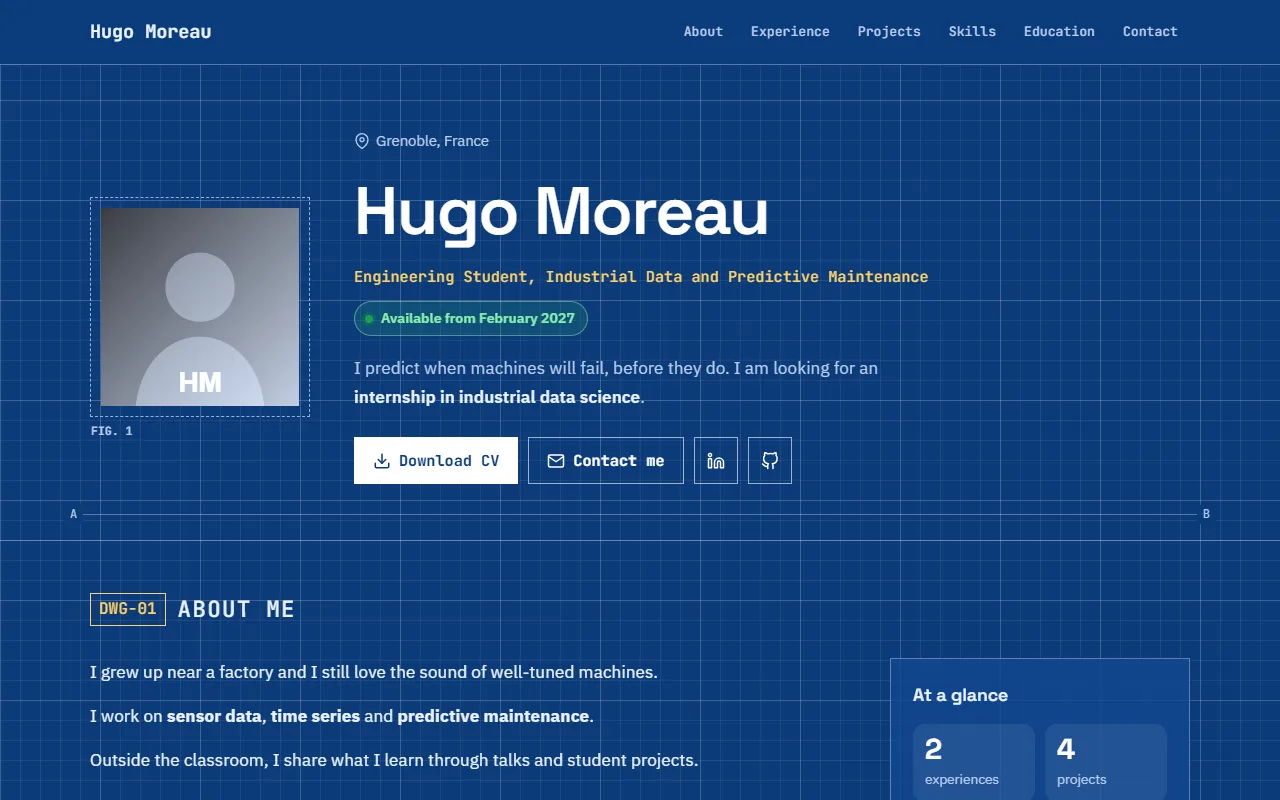 Hugo Moreau
About
Experience
Projects
Skills
Education
Contact
Grenoble, France
Hugo Moreau
Engineering Student, Industrial Data and Predictive Maintenance
Available from February 2027
I predict when machines will fail, before they do. I am looking for an
internship in industrial data science.
HM
FIG. 1
Download CV
Contact me
in
A
B
DWG-01
ABOUT ME
I grew up near a factory and I still love the sound of well-tuned machines.
I work on sensor data, time series and predictive maintenance.
Outside the classroom, I share what I learn through talks and student projects.
At a glance
2
experiences
4
projects